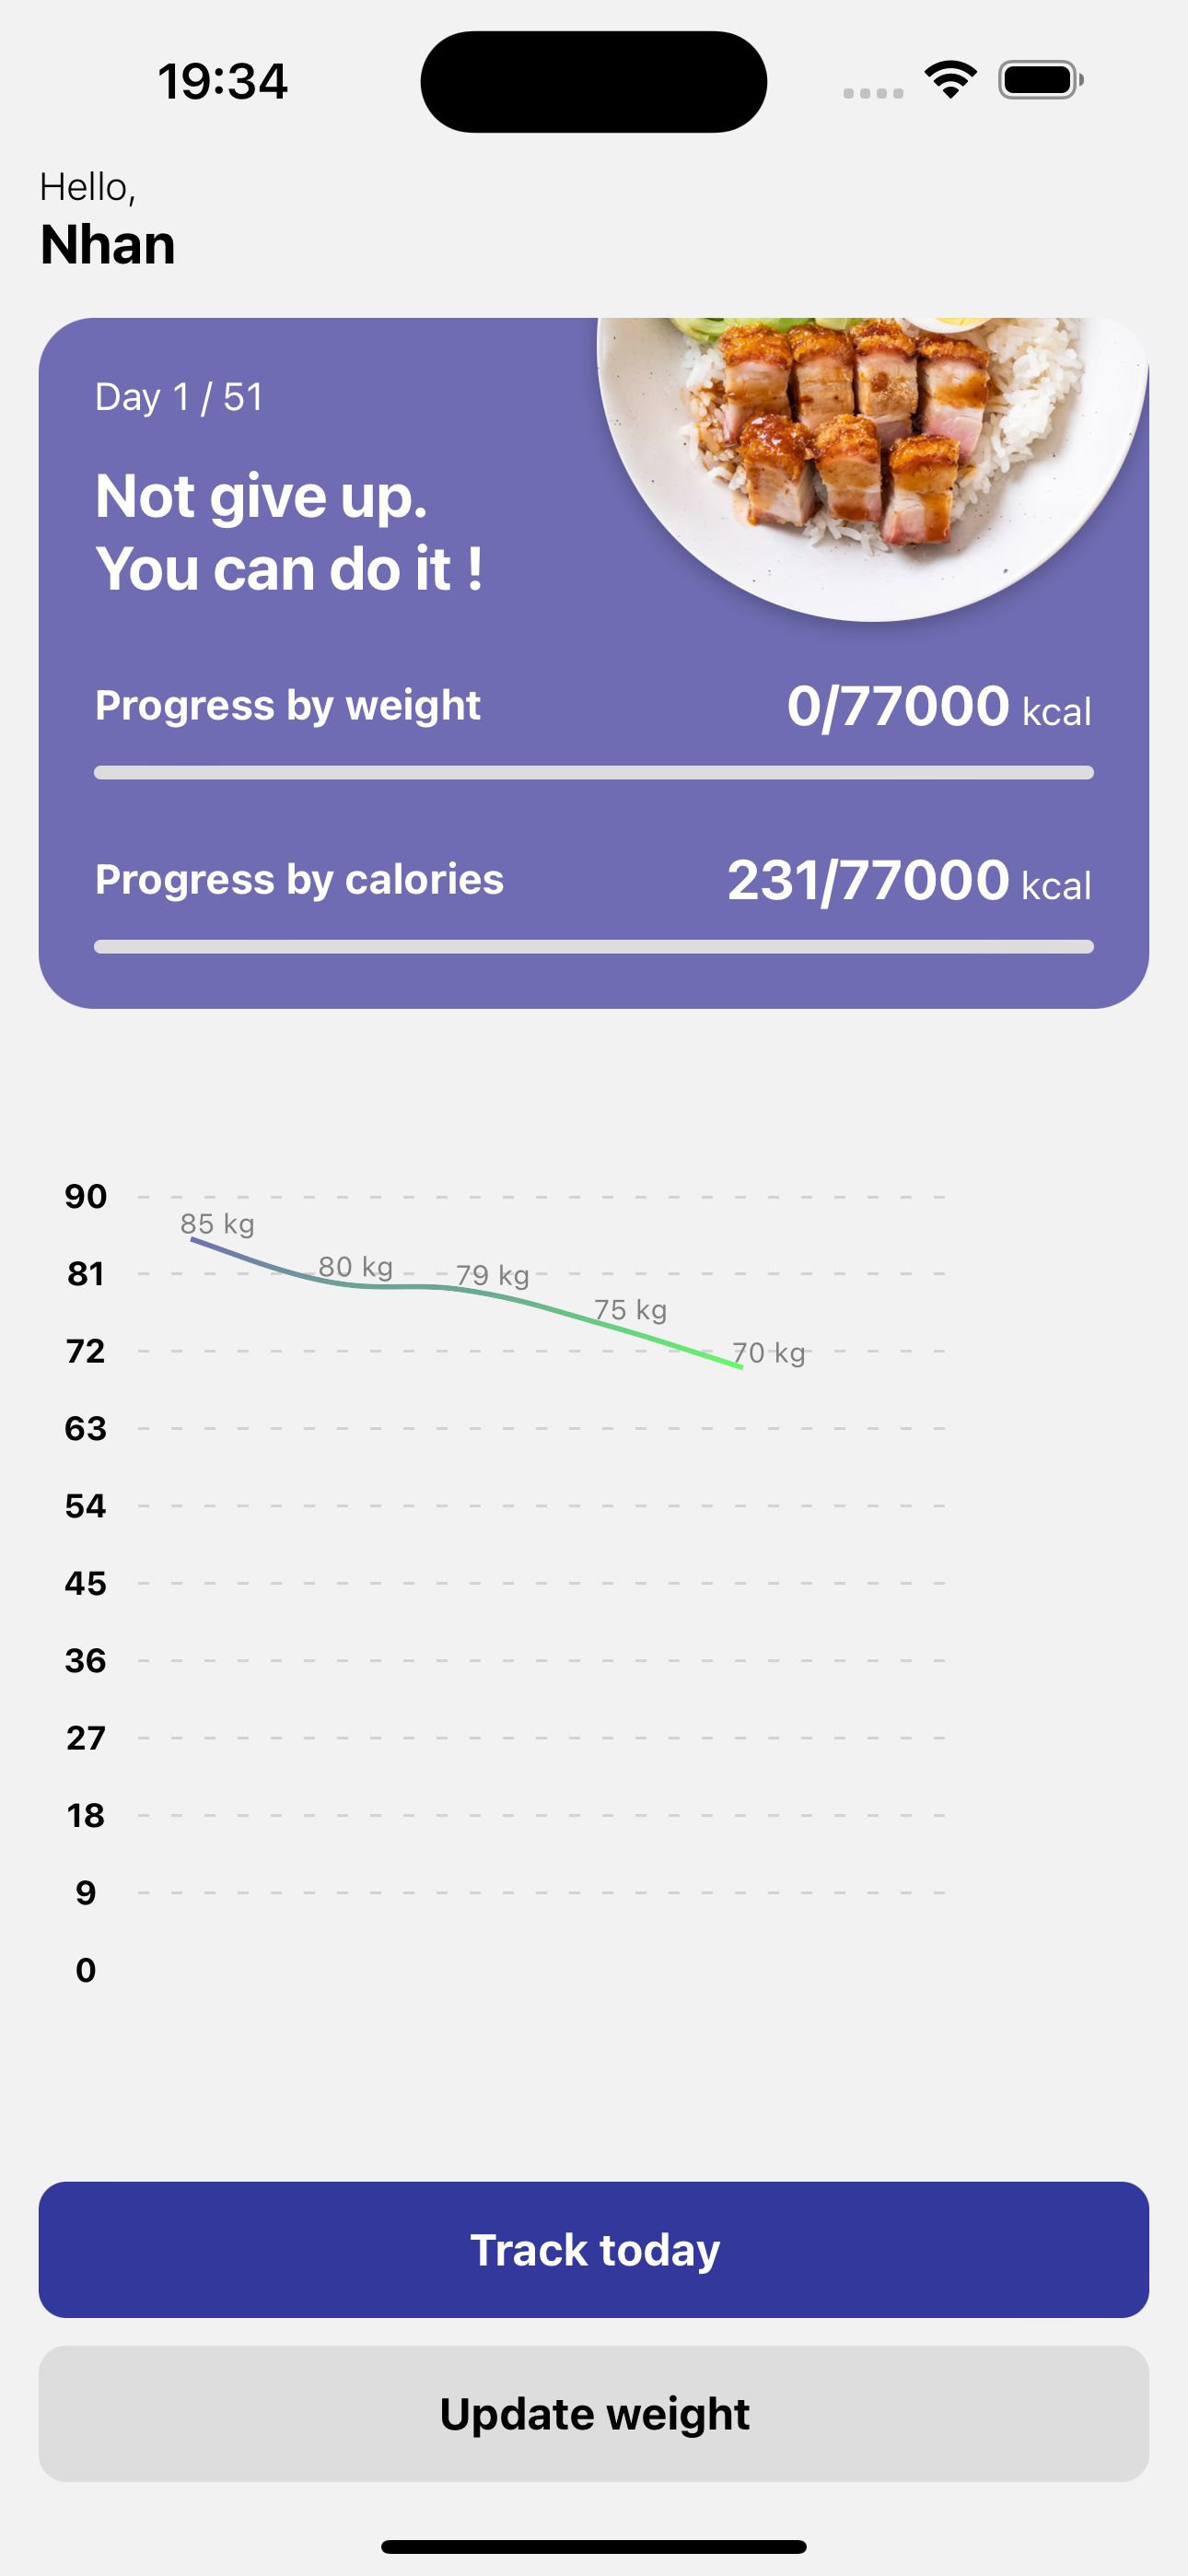 19:34
Hello,
Nhan
Day 1 / 51
Not give up.
You can do it !
Progress by weight 0/77000 kcal
Progress by calories 231/77000 kcal
90
85 kg
81
80 kg
79 kg
75 kg
72
70 kg
63
54
45
36
27
18
9
0
Track today
Update weight